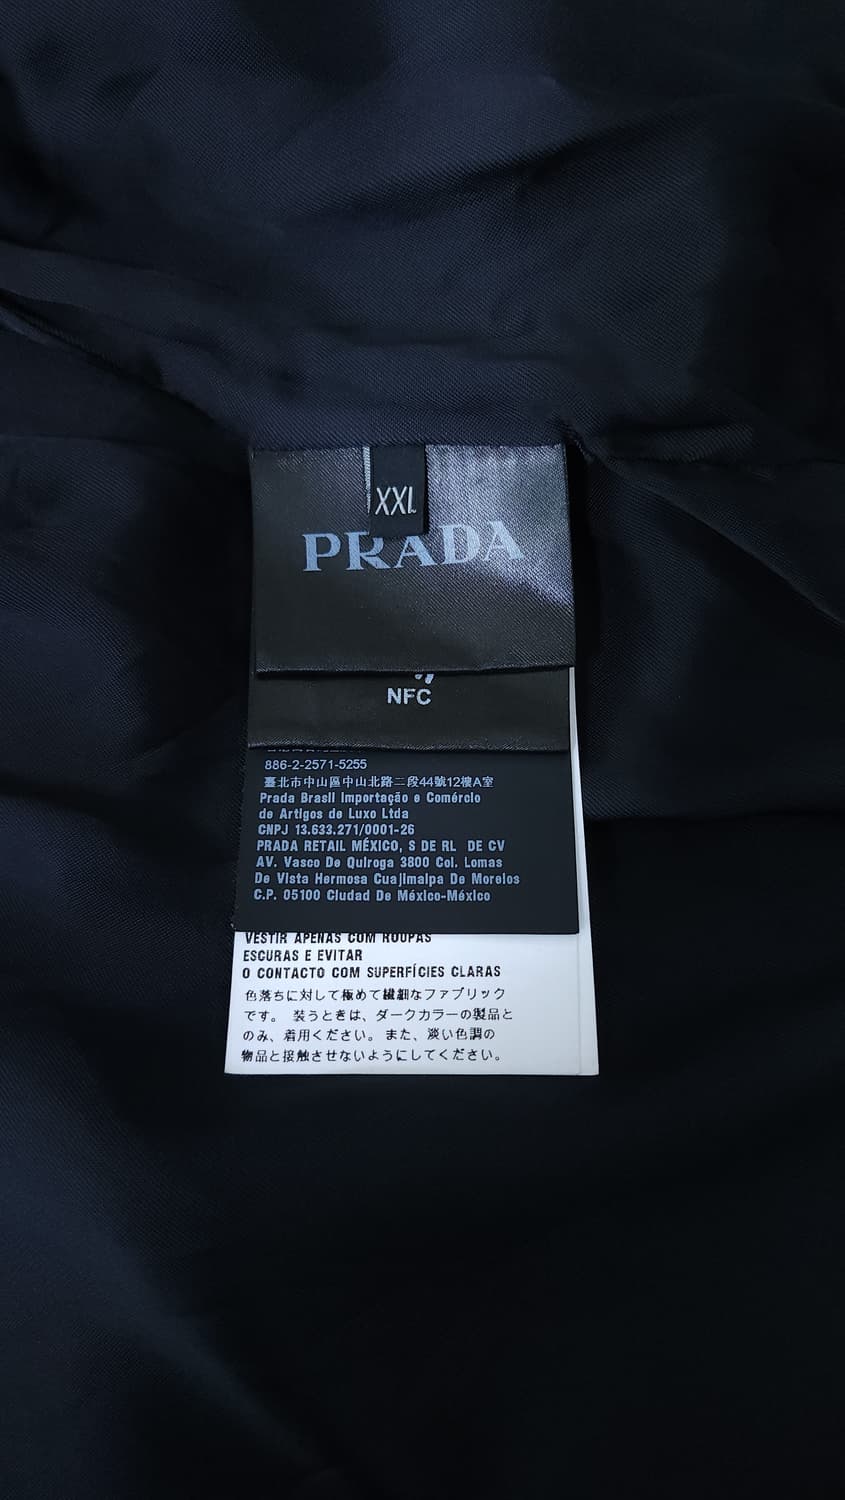 XXL
PRADA
NFC
886-2-2571-5255
臺北市中山區中山北路二段44號12樓A室
Prada Brasil Importação e Comércio
de Artigos de Luxo Ltda
CNPJ 13.633.271/0001-26
PRADA RETAIL MÉXICO, S DE RL DE CV
AV. Vasco De Quiroga 3800 Col. Lomas
De Vista Hermosa Cuajimalpa De Morelos
C.P. 05100 Ciudad De México-México
VESTIR APENAS COM ROUPAS
ESCURAS E EVITAR
O CONTACTO COM SUPERFÍCIES CLARAS
色落ちに対して極めて繊細なファブリック
です。 装うときは、ダークカラーの製品と
のみ、着用ください。また、淡い色調の
物品と接触させないようにしてください。